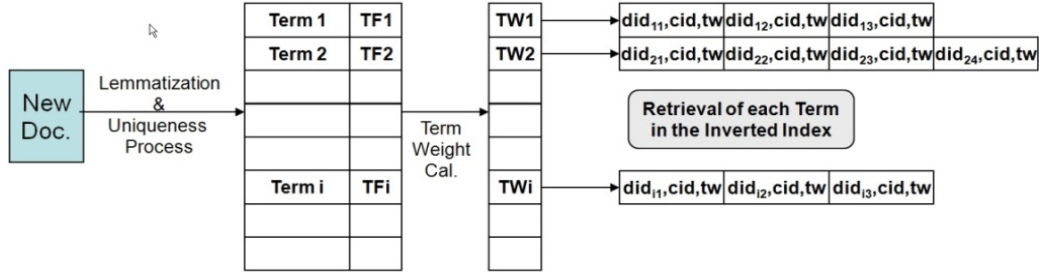 New
Doc.
Lemmatization
&
Uniqueness
Process
Term 1 TF1
Term 2 TF2
Term i TFi
Term
Weight
Cal.
TW1
TW2
TWi
did11,cid,tw did12,cid,tw did13,cid,tw
did21,cid,tw did22,cid,tw did23,cid,tw did24,cid,tw
Retrieval of each Term
in the Inverted Index
didi1,cid,tw didi2,cid,tw didi3,cid,tw